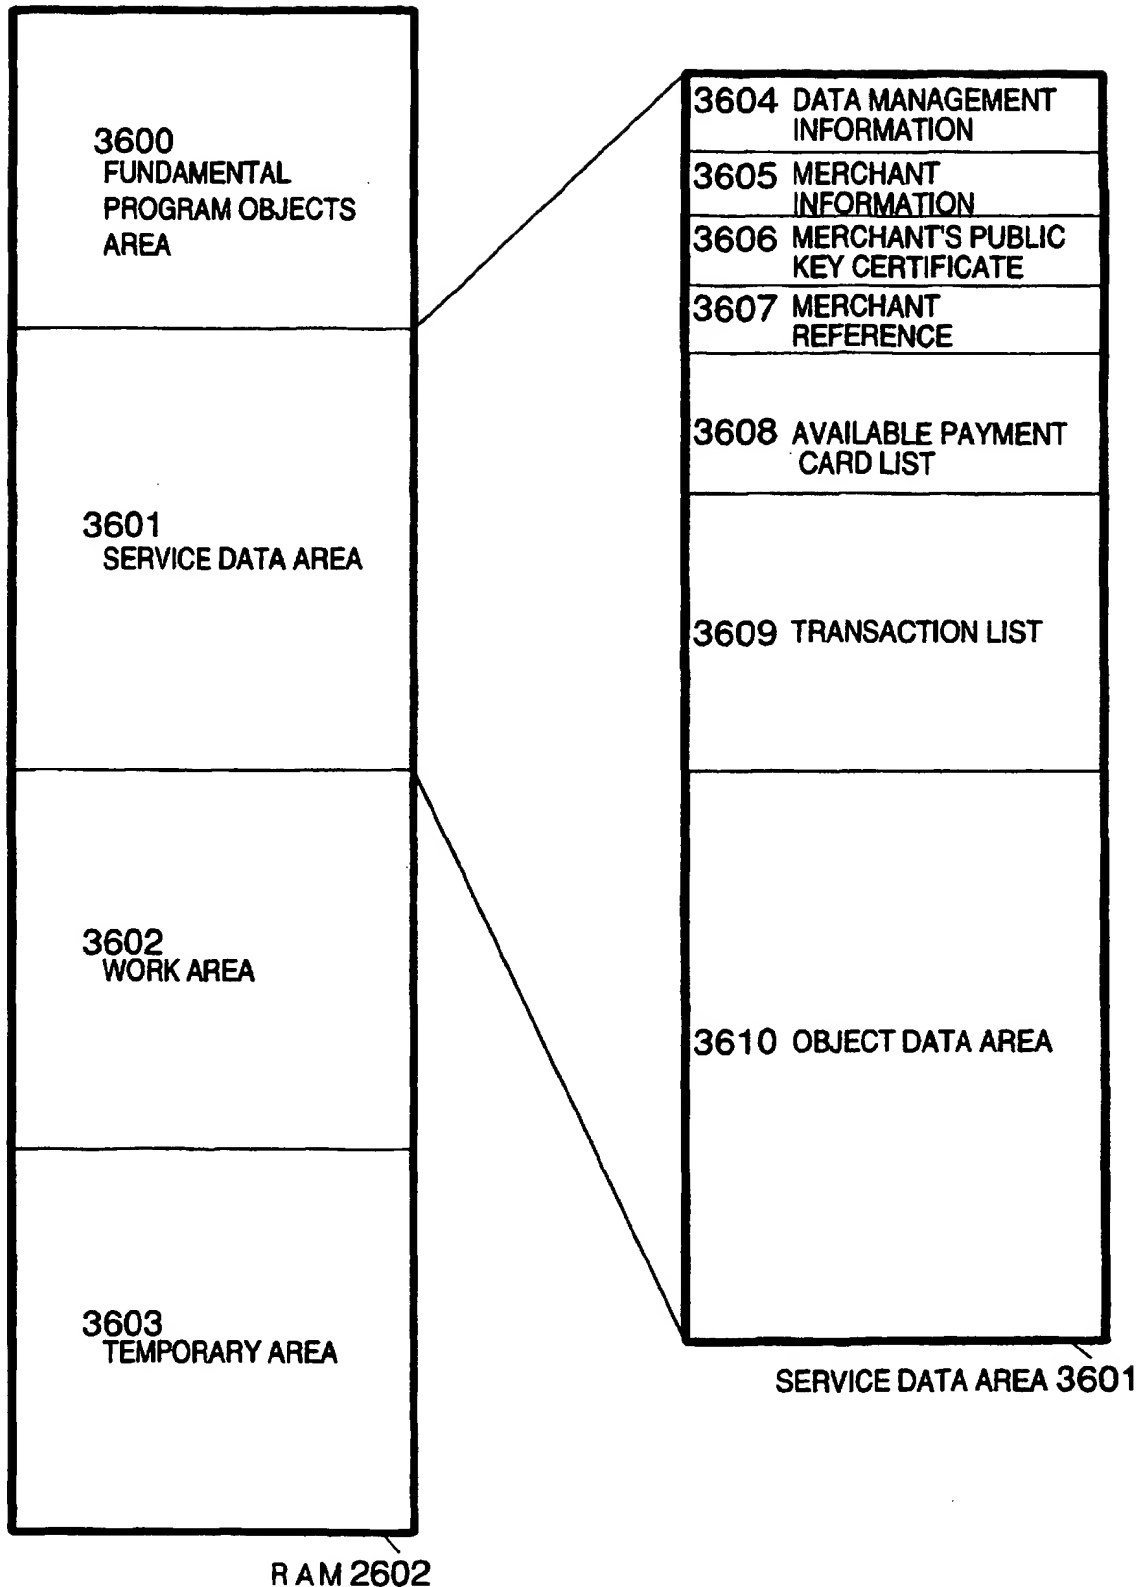 3600
FUNDAMENTAL
PROGRAM OBJECTS
AREA
3601
SERVICE DATA AREA
3602
WORK AREA
3603
TEMPORARY AREA
RAM 2602
3604 DATA MANAGEMENT
INFORMATION
3605 MERCHANT
INFORMATION
3606 MERCHANT'S PUBLIC
KEY CERTIFICATE
3607 MERCHANT
REFERENCE
3608 AVAILABLE PAYMENT
CARD LIST
3609 TRANSACTION LIST
3610 OBJECT DATA AREA
SERVICE DATA AREA 3601